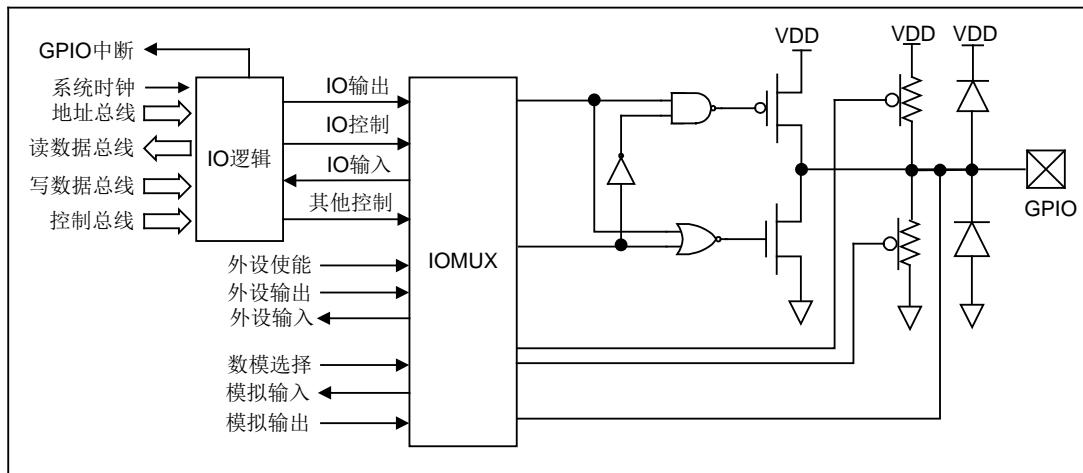 GPIO中断
系统时钟
地址总线
读数据总线
写数据总线
控制总线
IO逻辑
IO输出
IO控制
IO输入
其他控制
外设使能
外设输出
外设输入
数模选择
模拟输入
模拟输出
IOMUX
VDD
VDD
VDD
GPIO